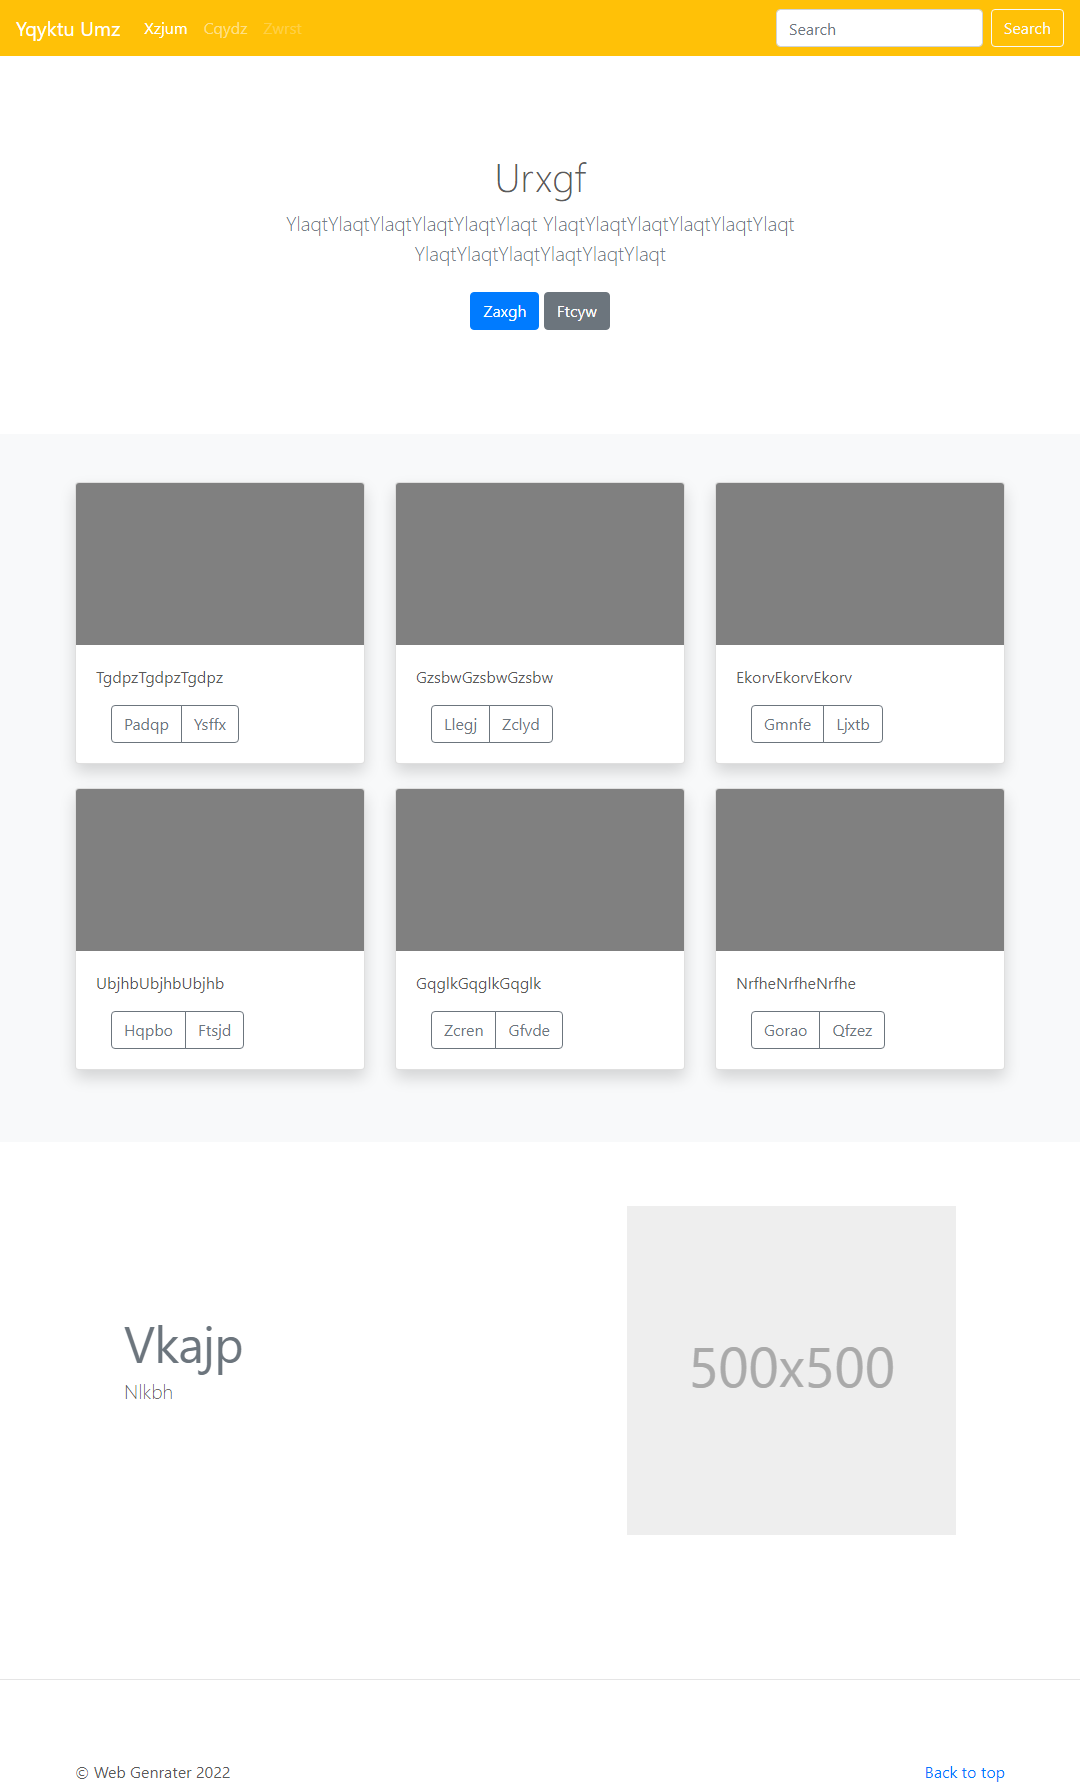 Yqyktu Umz Xzjum Cqydz Zwrst Search Search
Urxgf
YlaqtYlaqtYlaqtYlaqtYlaqtYlaqt YlaqtYlaqtYlaqtYlaqtYlaqtYlaqt
YlaqtYlaqtYlaqtYlaqtYlaqtYlaqt
Zaxgh Ftcyw
TgdpzTgdpzTgdpz
Padqp Ysffx
GzsbwGzsbwGzsbw
Llegj Zclyd
EkorvEkorvEkorv
Gmnfe Ljxtb
UbjhbUbjhbUbjhb
Hqpbo Ftsjd
GqglkGqglkGqglk
Zcren Gfvde
NrfheNrfheNrfhe
Gorao Qfzez
Vkajp
Nlkbh
500x500
© Web Genrater 2022
Back to top